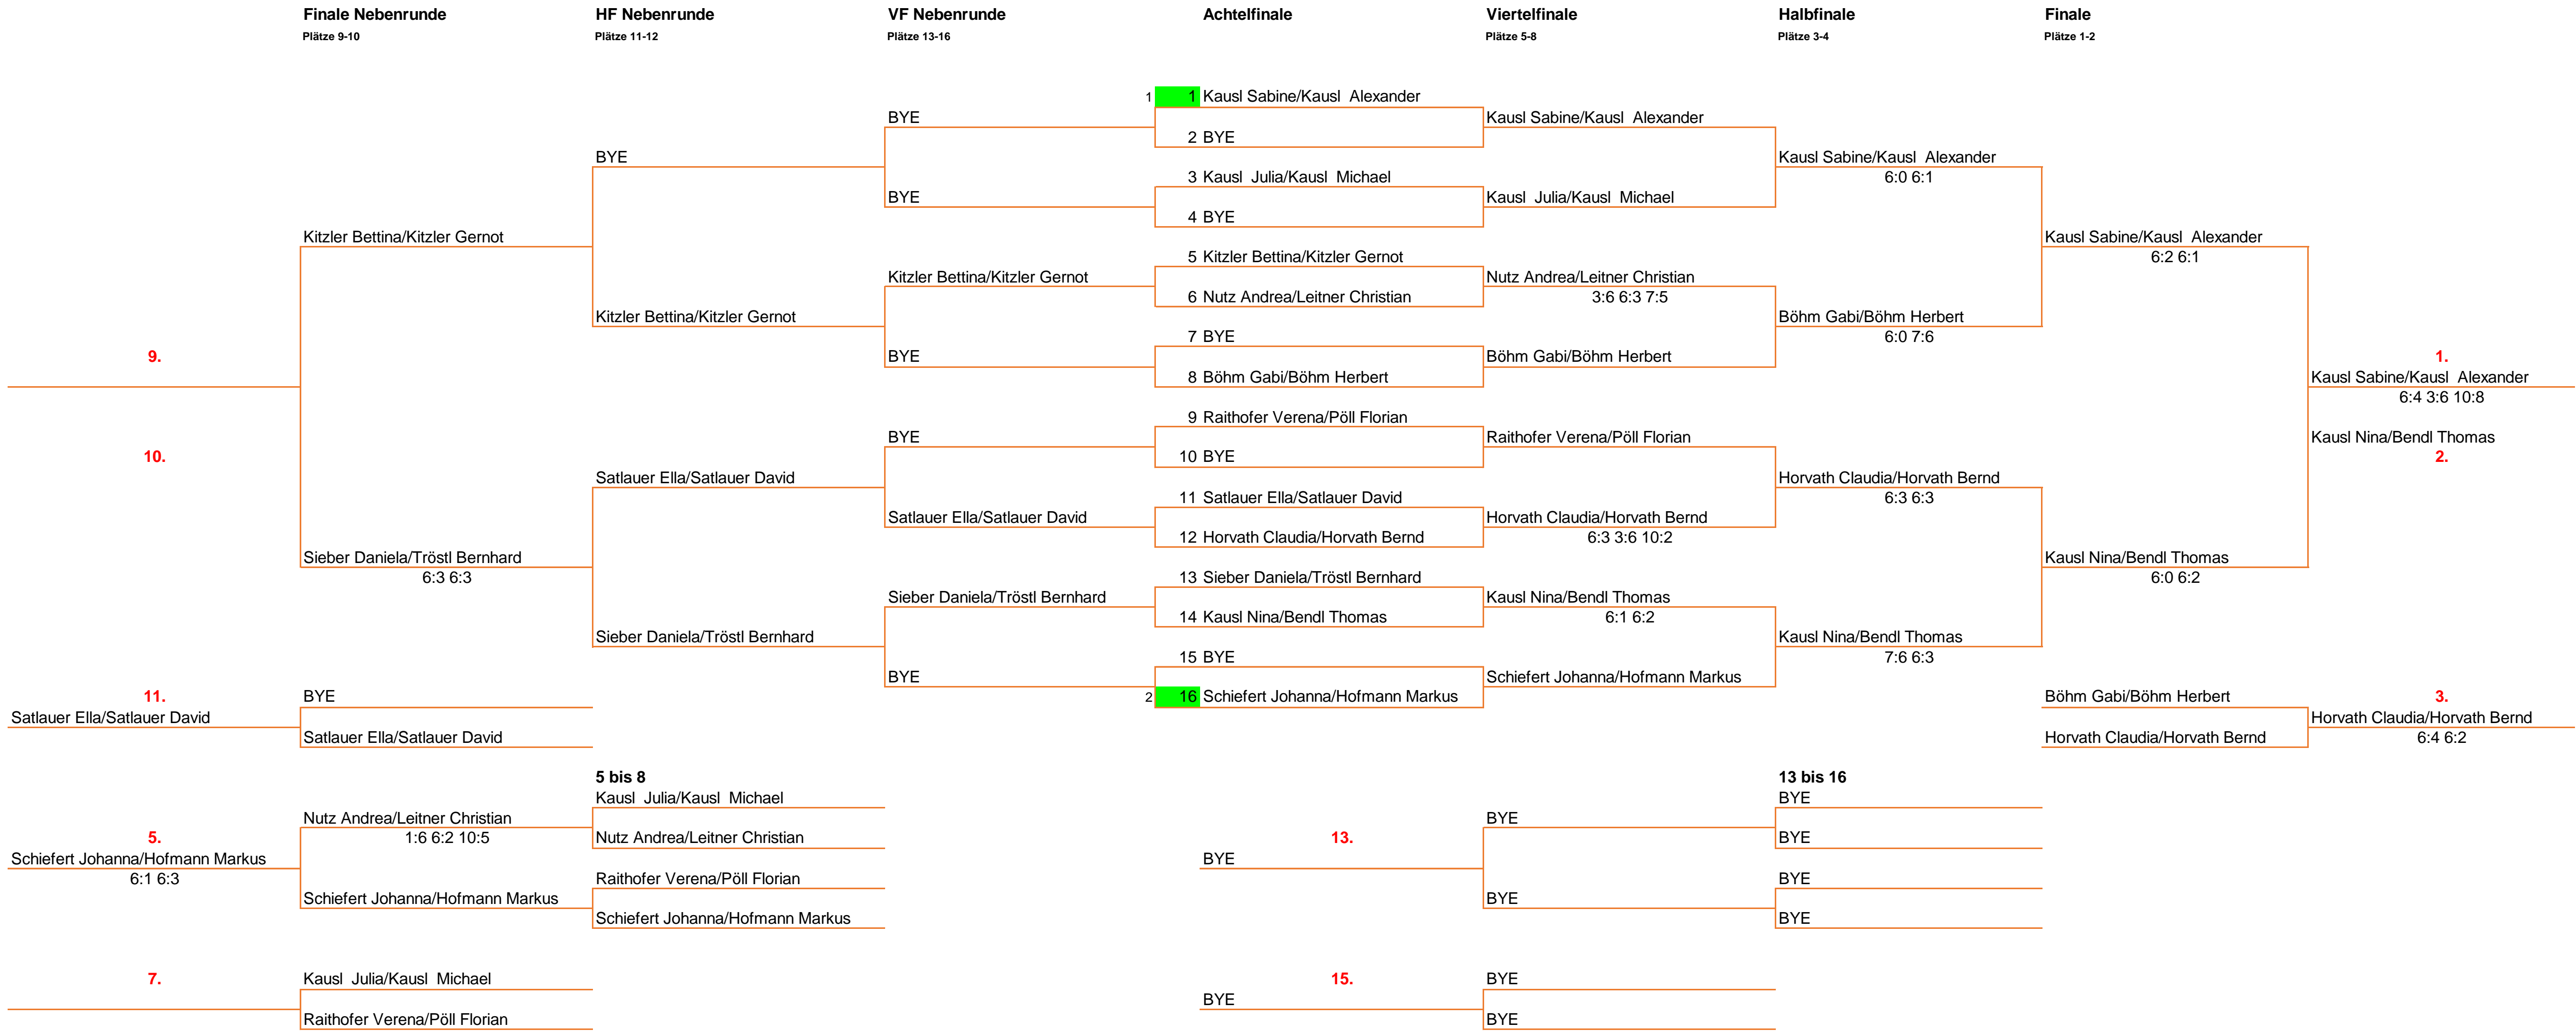 Finale Nebenrunde HF Nebenrunde VF Nebenrunde Achtelfinale Viertelfinale Halbfinale Finale
Plätze 9-10 Plätze 11-12 Plätze 13-16 Plätze 5-8 Plätze 3-4 Plätze 1-2
1 1 Kausl Sabine/Kausl Alexander
BYE Kausl Sabine/Kausl Alexander
2 BYE
BYE Kausl Sabine/Kausl Alexander
3 Kausl Julia/Kausl Michael 6:0 6:1
BYE Kausl Julia/Kausl Michael
4 BYE
Kitzler Bettina/Kitzler Gernot Kausl Sabine/Kausl Alexander
5 Kitzler Bettina/Kitzler Gernot 6:2 6:1
Kitzler Bettina/Kitzler Gernot Nutz Andrea/Leitner Christian
6 Nutz Andrea/Leitner Christian 3:6 6:3 7:5
Kitzler Bettina/Kitzler Gernot Böhm Gabi/Böhm Herbert
7 BYE 6:0 7:6
9. BYE Böhm Gabi/Böhm Herbert 1.
8 Böhm Gabi/Böhm Herbert Kausl Sabine/Kausl Alexander
6:4 3:6 10:8
9 Raithofer Verena/Pöll Florian
BYE Raithofer Verena/Pöll Florian Kausl Nina/Bendl Thomas
10. 10 BYE 2.
Satlauer Ella/Satlauer David Horvath Claudia/Horvath Bernd
11 Satlauer Ella/Satlauer David 6:3 6:3
Satlauer Ella/Satlauer David Horvath Claudia/Horvath Bernd
12 Horvath Claudia/Horvath Bernd 6:3 3:6 10:2
Sieber Daniela/Tröstl Bernhard Kausl Nina/Bendl Thomas
6:3 6:3 13 Sieber Daniela/Tröstl Bernhard 6:0 6:2
Sieber Daniela/Tröstl Bernhard Kausl Nina/Bendl Thomas
14 Kausl Nina/Bendl Thomas 6:1 6:2
Sieber Daniela/Tröstl Bernhard Kausl Nina/Bendl Thomas
15 BYE 7:6 6:3
BYE Schiefert Johanna/Hofmann Markus
11. BYE 2 16 Schiefert Johanna/Hofmann Markus Böhm Gabi/Böhm Herbert 3.
Satlauer Ella/Satlauer David Horvath Claudia/Horvath Bernd
Satlauer Ella/Satlauer David Horvath Claudia/Horvath Bernd 6:4 6:2
5 bis 8 13 bis 16
Kausl Julia/Kausl Michael BYE
Nutz Andrea/Leitner Christian BYE
5. 1:6 6:2 10:5 Nutz Andrea/Leitner Christian 13. BYE
Schiefert Johanna/Hofmann Markus BYE
6:1 6:3 Raithofer Verena/Pöll Florian BYE
Schiefert Johanna/Hofmann Markus BYE
Schiefert Johanna/Hofmann Markus BYE
7. Kausl Julia/Kausl Michael 15. BYE
BYE
Raithofer Verena/Pöll Florian BYE